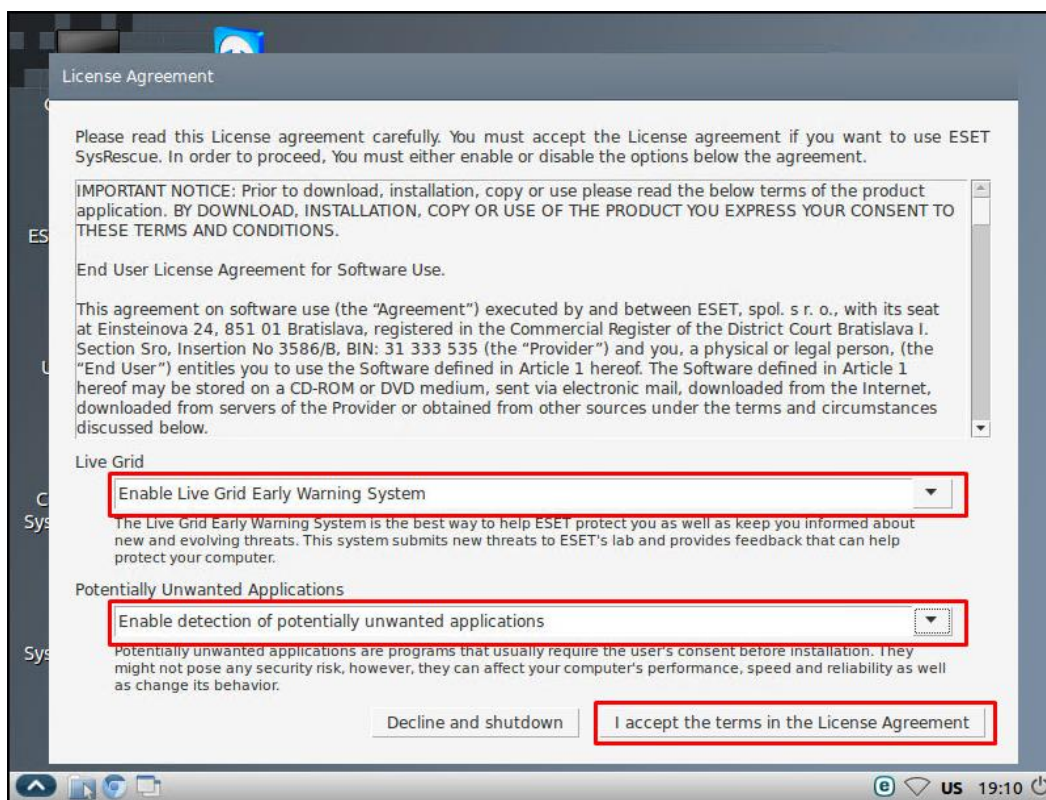 License Agreement
Please read this License agreement carefully. You must accept the License agreement if you want to use ESET
SysRescue. In order to proceed, You must either enable or disable the options below the agreement.
IMPORTANT NOTICE: Prior to download, installation, copy or use please read the below terms of the product
application. BY DOWNLOAD, INSTALLATION, COPY OR USE OF THE PRODUCT YOU EXPRESS YOUR CONSENT TO
THESE TERMS AND CONDITIONS.
End User License Agreement for Software Use.
This agreement on software use (the “Agreement”) executed by and between ESET, spol. s r. o., with its seat
at Einsteinova 24, 851 01 Bratislava, registered in the Commercial Register of the District Court Bratislava I.
Section Sro, Insertion No 3586/B, BIN: 31 333 535 (the “Provider”) and you, a physical or legal person, (the
“End User”) entitles you to use the Software defined in Article 1 hereof. The Software defined in Article 1
hereof may be stored on a CD-ROM or DVD medium, sent via electronic mail, downloaded from the Internet,
downloaded from servers of the Provider or obtained from other sources under the terms and circumstances
discussed below.
Live Grid
Enable Live Grid Early Warning System
The Live Grid Early Warning System is the best way to help ESET protect you as well as keep you informed about
new and evolving threats. This system submits new threats to ESET's lab and provides feedback that can help
protect your computer.
Potentially Unwanted Applications
Enable detection of potentially unwanted applications
Potentially unwanted applications are programs that usually require the user's consent before installation. They
might not pose any security risk, however, they can affect your computer's performance, speed and reliability as well
as change its behavior.
Decline and shutdown
I accept the terms in the License Agreement
ES
C
Sys
Sys
e US 19:10